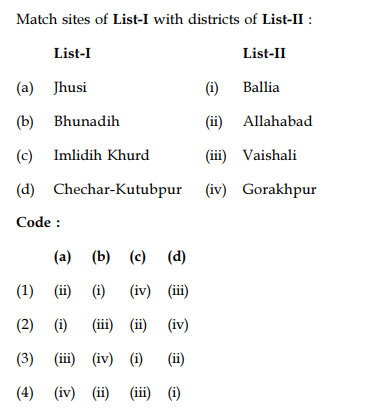 Match sites of List-I with districts of List-II :
List-I List-II
(a) Jhusi (i) Ballia
(b) Bhunadih (ii) Allahabad
(c) Imlidih Khurd (iii) Vaishali
(d) Chechar-Kutubpur (iv) Gorakhpur
Code :
(a) (b) (c) (d)
(1) (ii) (i) (iv) (iii)
(2) (i) (iii) (ii) (iv)
(3) (iii) (iv) (i) (ii)
(4) (iv) (ii) (iii) (i)